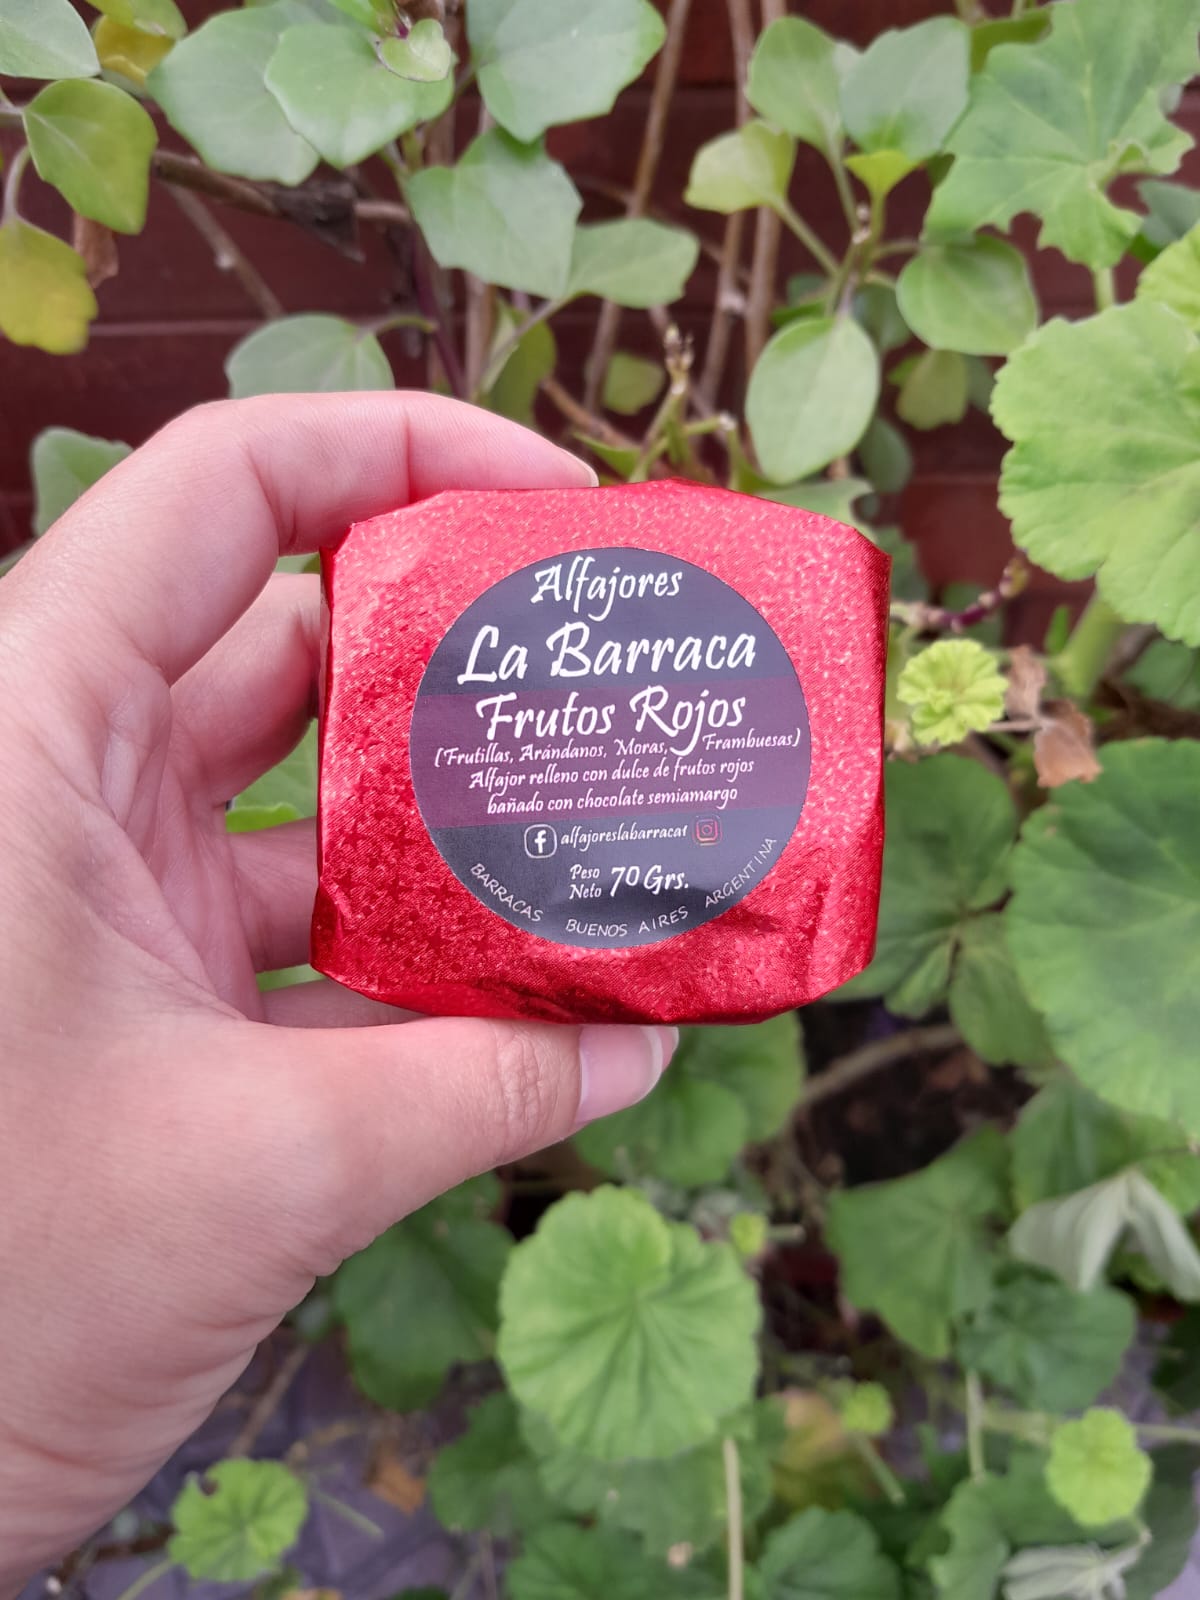 Alfajores
La Barraca
Frutos Rojos
(Frutillas, Arándanos, Moras, Frambuesas)
Alfajor relleno con dulce de frutos rojos
bañado con chocolate semiamargo
f alfajoreslabarraca1
Peso Neto 70 Grs.
BARRACAS BUENOS AIRES ARGENTINA